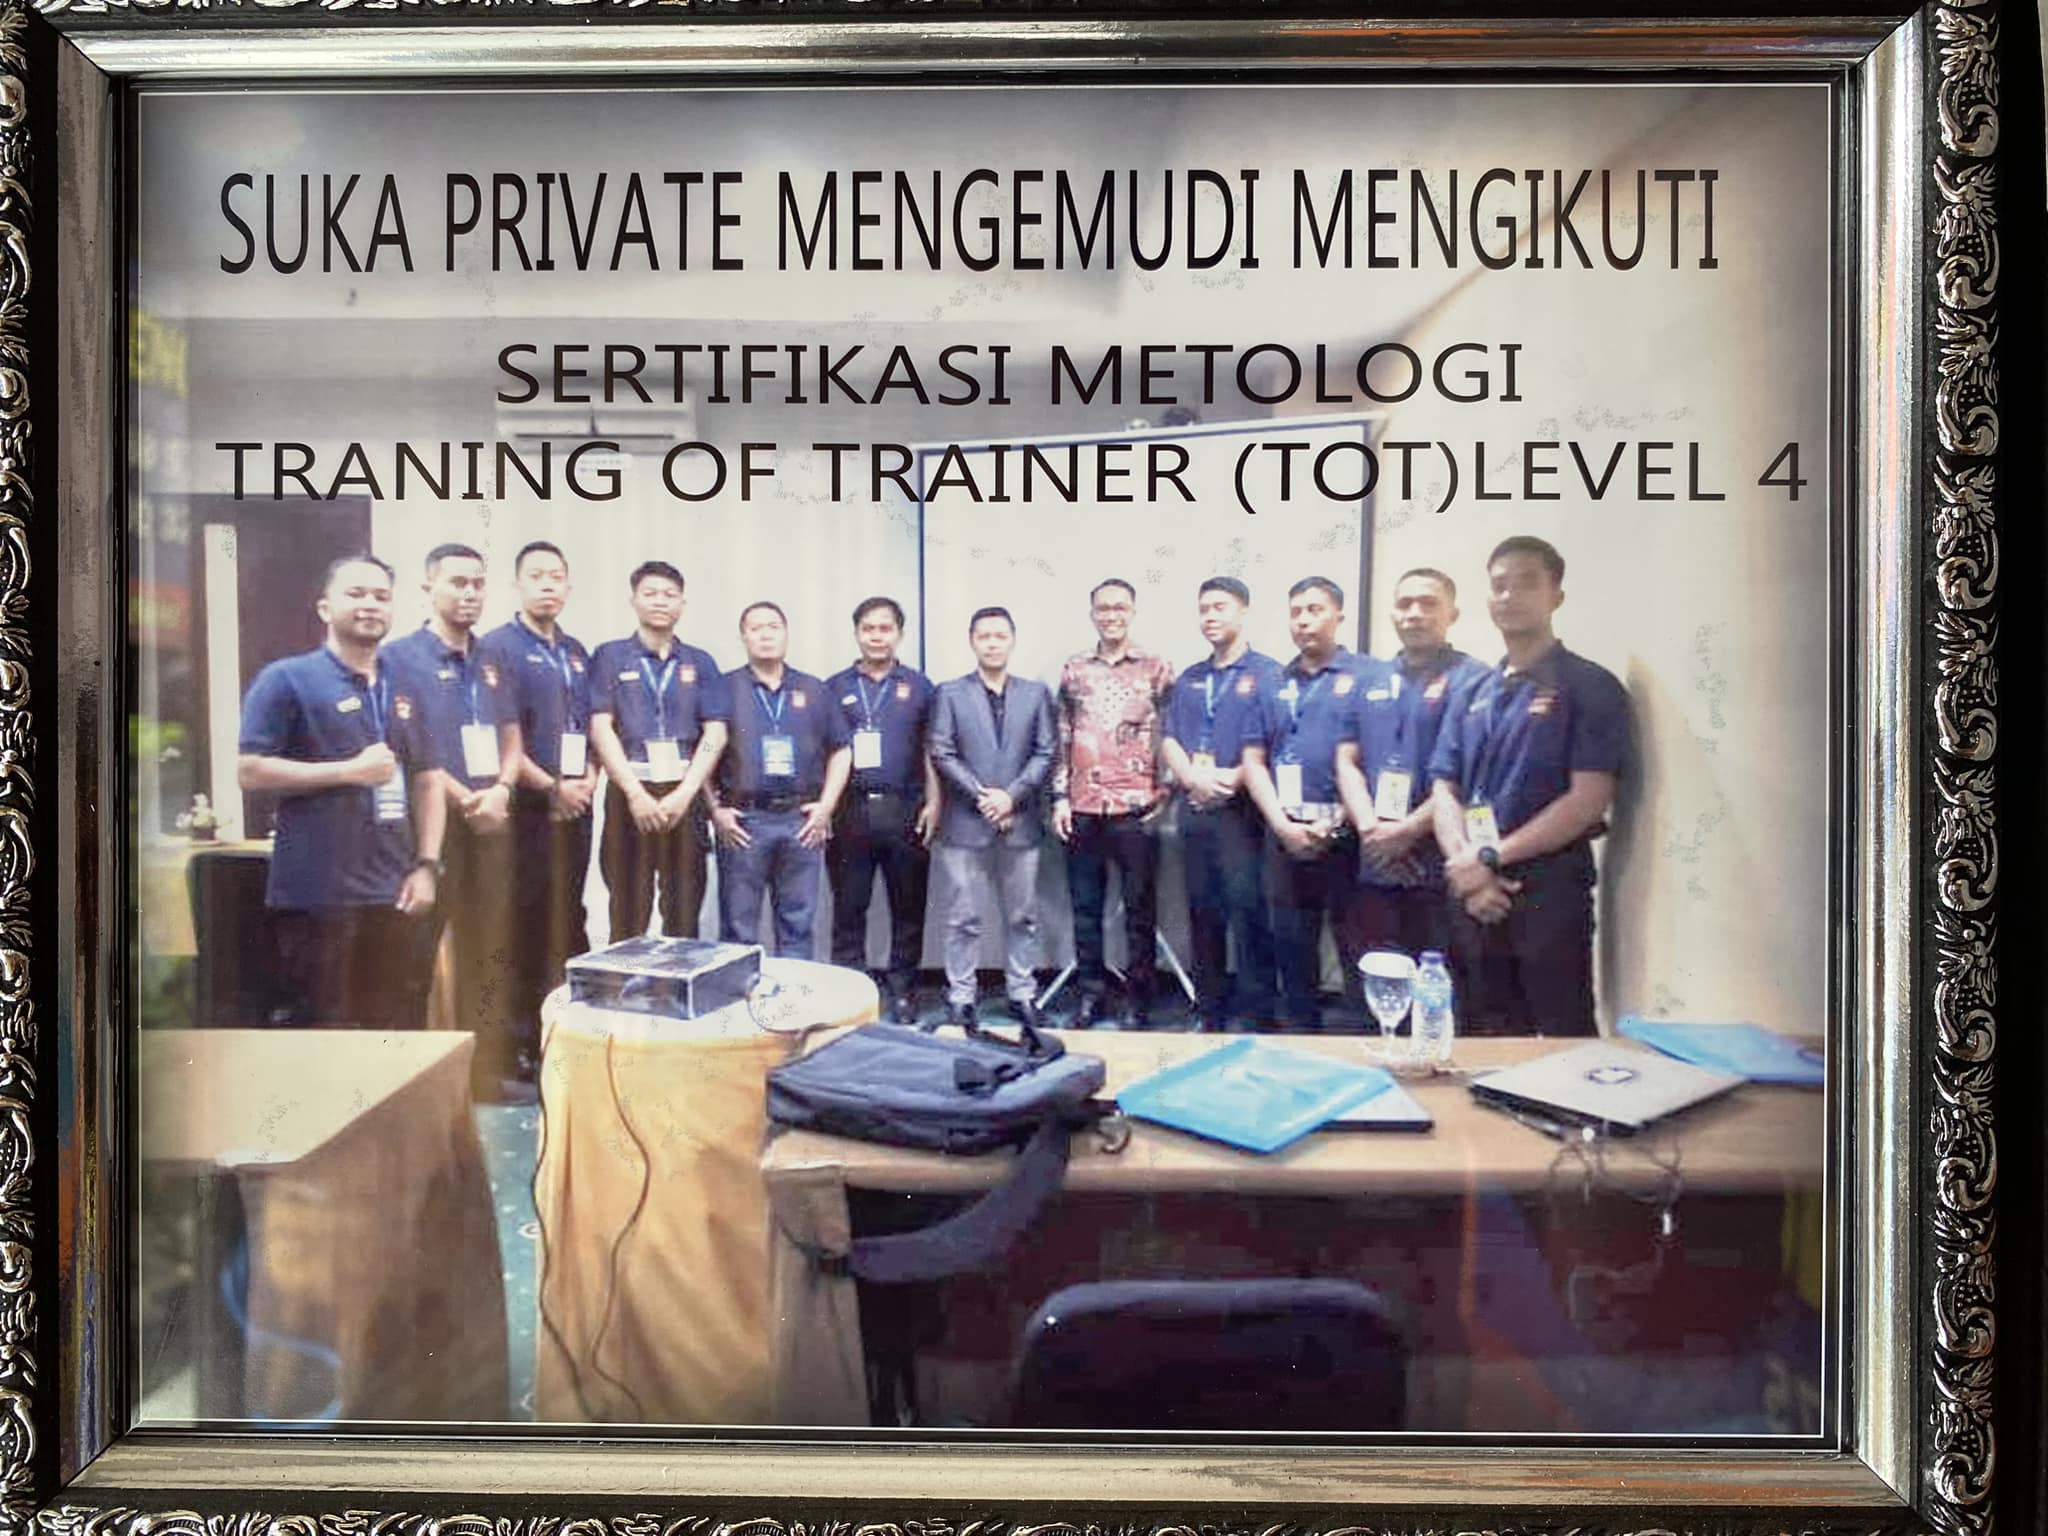 SUKA PRIVATE MENGEMUDI MENGIKUTI
SERTIFIKASI METOLOGI
TRANING OF TRAINER (TOT)LEVEL 4